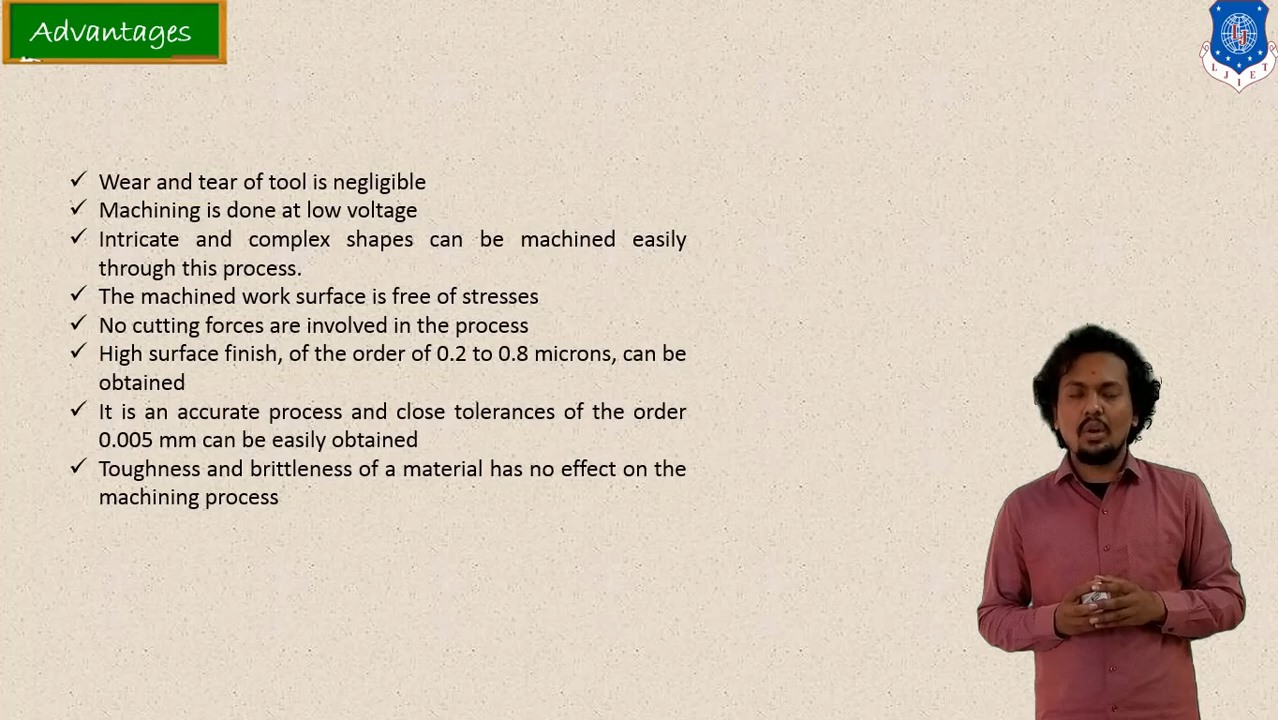 Advantages
LJIET
✓ Wear and tear of tool is negligible
✓ Machining is done at low voltage
✓ Intricate and complex shapes can be machined easily
through this process.
✓ The machined work surface is free of stresses
✓ No cutting forces are involved in the process
✓ High surface finish, of the order of 0.2 to 0.8 microns, can be
obtained
✓ It is an accurate process and close tolerances of the order
0.005 mm can be easily obtained
✓ Toughness and brittleness of a material has no effect on the
machining process